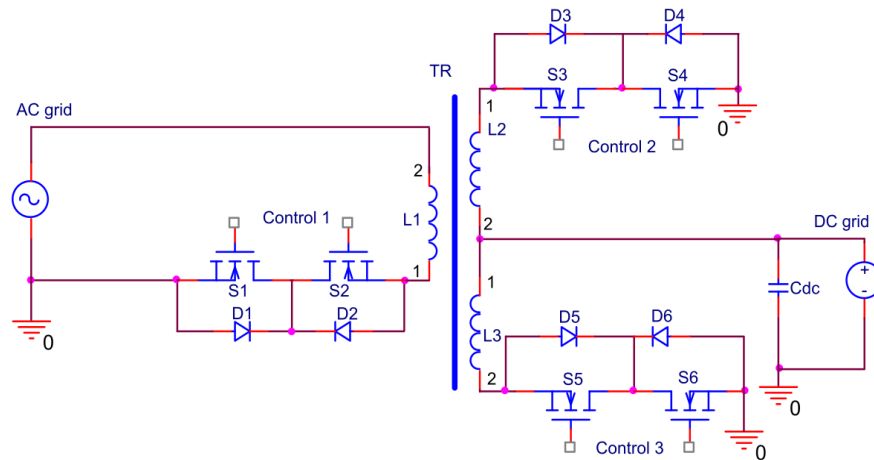 D3
D4
TR
S3
S4
AC grid
1
0
L2
Control 2
2
2
Control 1
L1
DC grid
1
S1
S2
1
+
-
Cdc
0
D1
D2
D5
D6
L3
2
S5
S6
0
0
Control 3